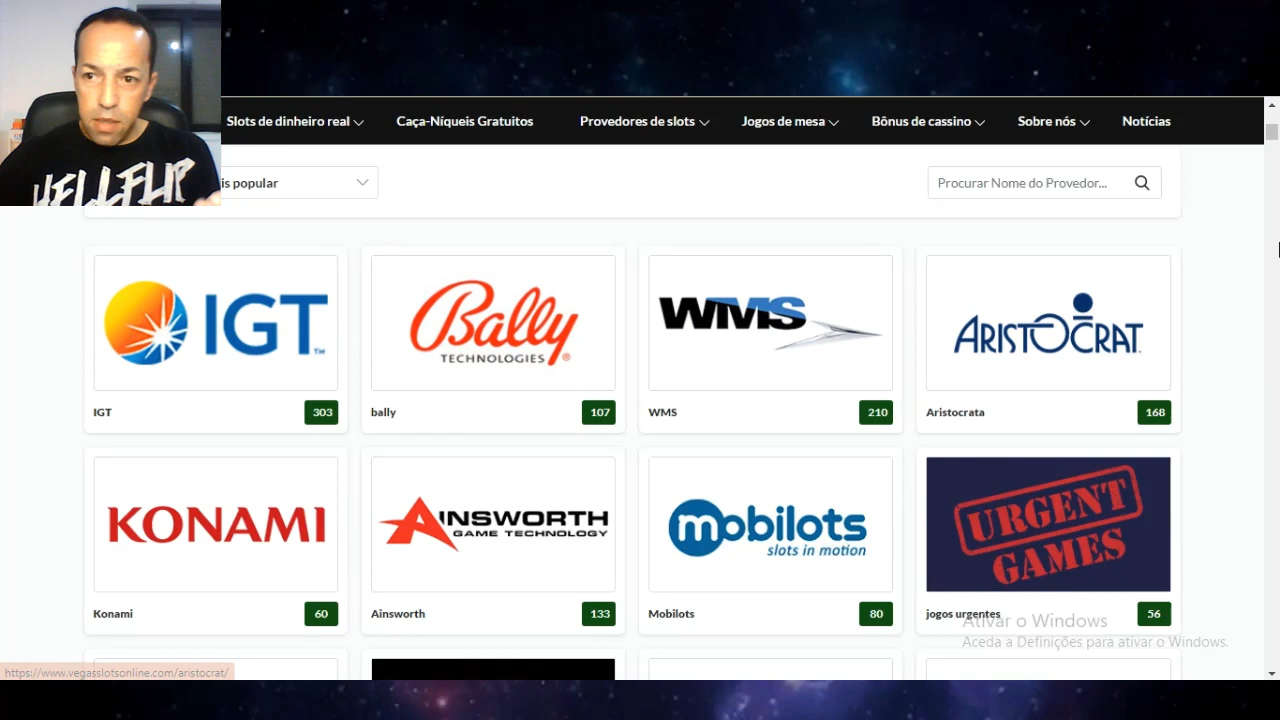 HELLFLIP
Slots de dinheiro real
Caça-Níqueis Gratuitos
Provedores de slots
Jogos de mesa
Bônus de cassino
Sobre nós
Notícias
is popular
Procurar Nome do Provedor...
IGT™
Bally
TECHNOLOGIES®
WMS
ARISTOCRAT
IGT 303
bally 107
WMS 210
Aristocrata 168
KONAMI
AINSWORTH
GAME TECHNOLOGY
mobilots
slots in motion
URGENT
GAMES
Konami 60
Ainsworth 133
Mobilots 80
jogos urgentes 56
Ativar o Windows
Aceda a Definições para ativar o Windows.
https://www.vegasslotsonline.com/aristocrat/